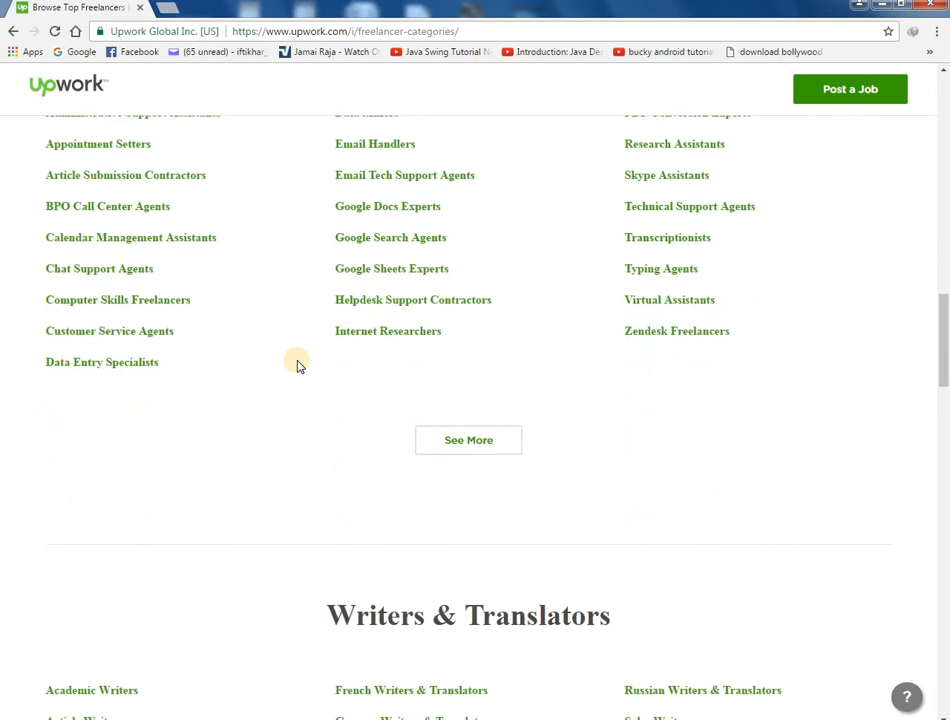 Browse Top Freelancers
Upwork Global Inc. [US] https://www.upwork.com/i/freelancer-categories/
Apps Google Facebook (65 unread) - iftikhar Jamai Raja - Watch O Java Swing Tutorial N Introduction: Java De bucky android tutoria download bollywood »
Upwork
Post a Job
Appointment Setters Email Handlers Research Assistants
Article Submission Contractors Email Tech Support Agents Skype Assistants
BPO Call Center Agents Google Docs Experts Technical Support Agents
Calendar Management Assistants Google Search Agents Transcriptionists
Chat Support Agents Google Sheets Experts Typing Agents
Computer Skills Freelancers Helpdesk Support Contractors Virtual Assistants
Customer Service Agents Internet Researchers Zendesk Freelancers
Data Entry Specialists
See More
Writers & Translators
Academic Writers French Writers & Translators Russian Writers & Translators
?